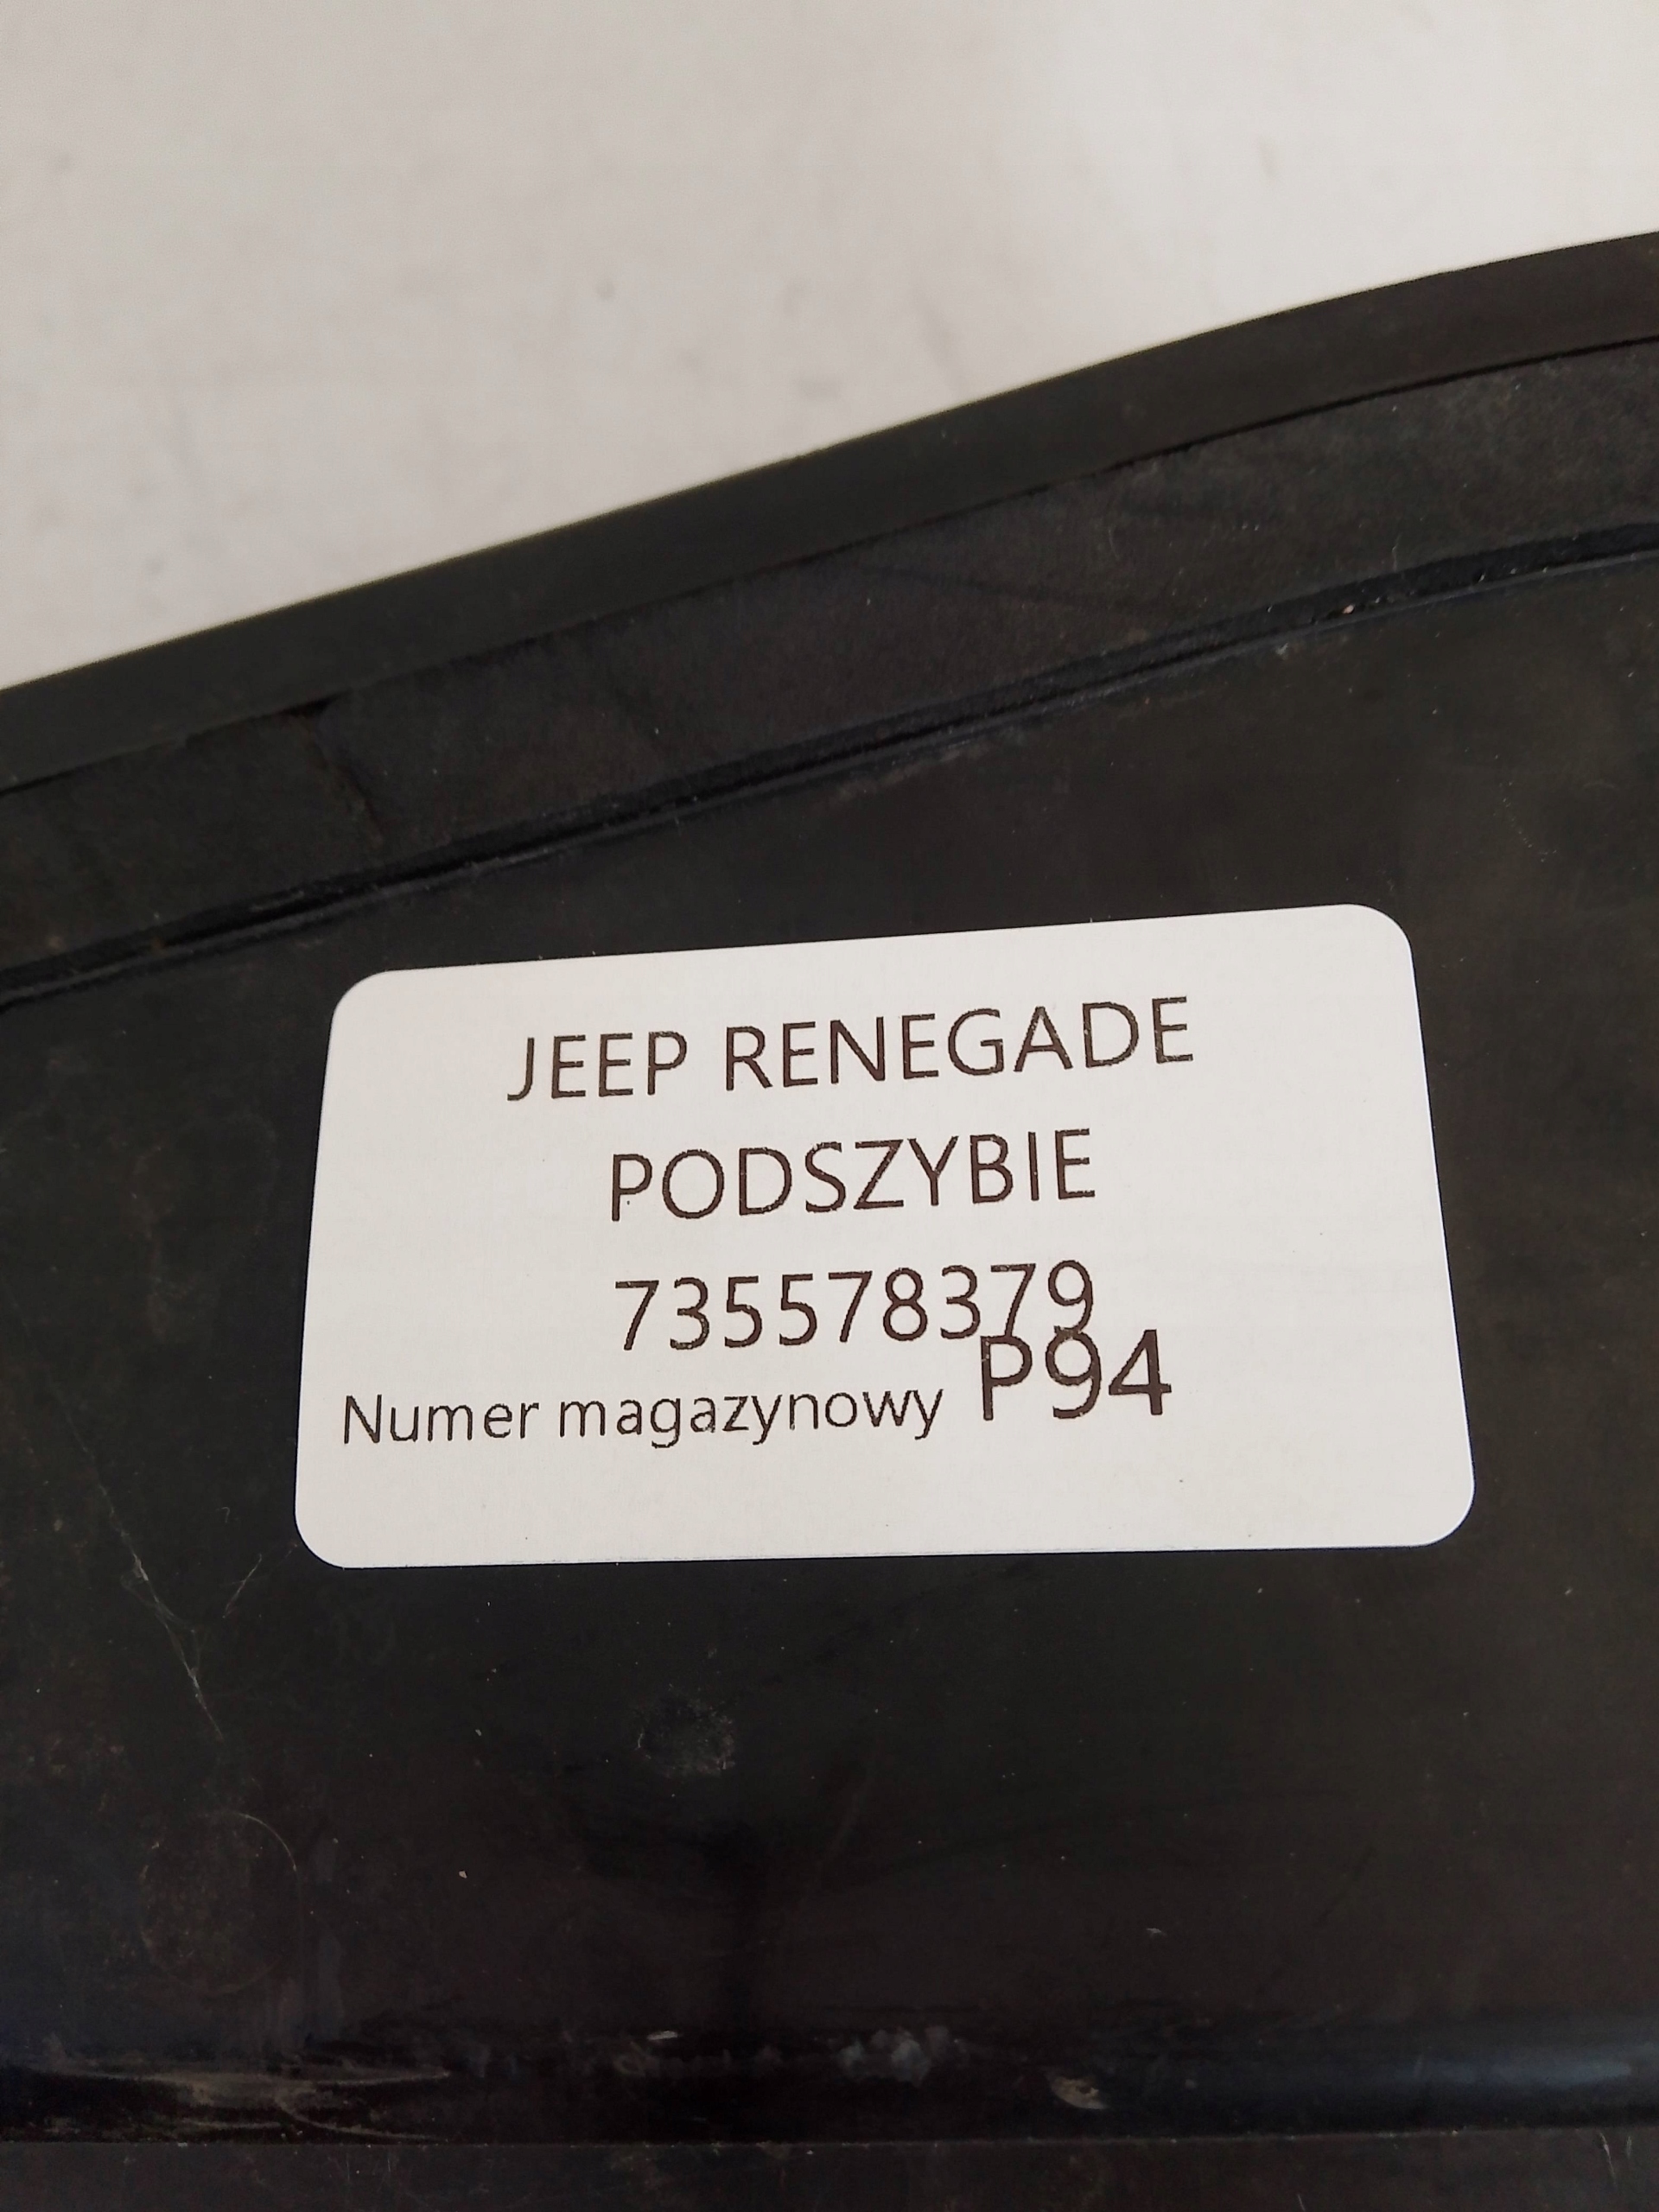 JEEP RENEGADE
PODSZYBIE
735578379
Numer magazynowy P94